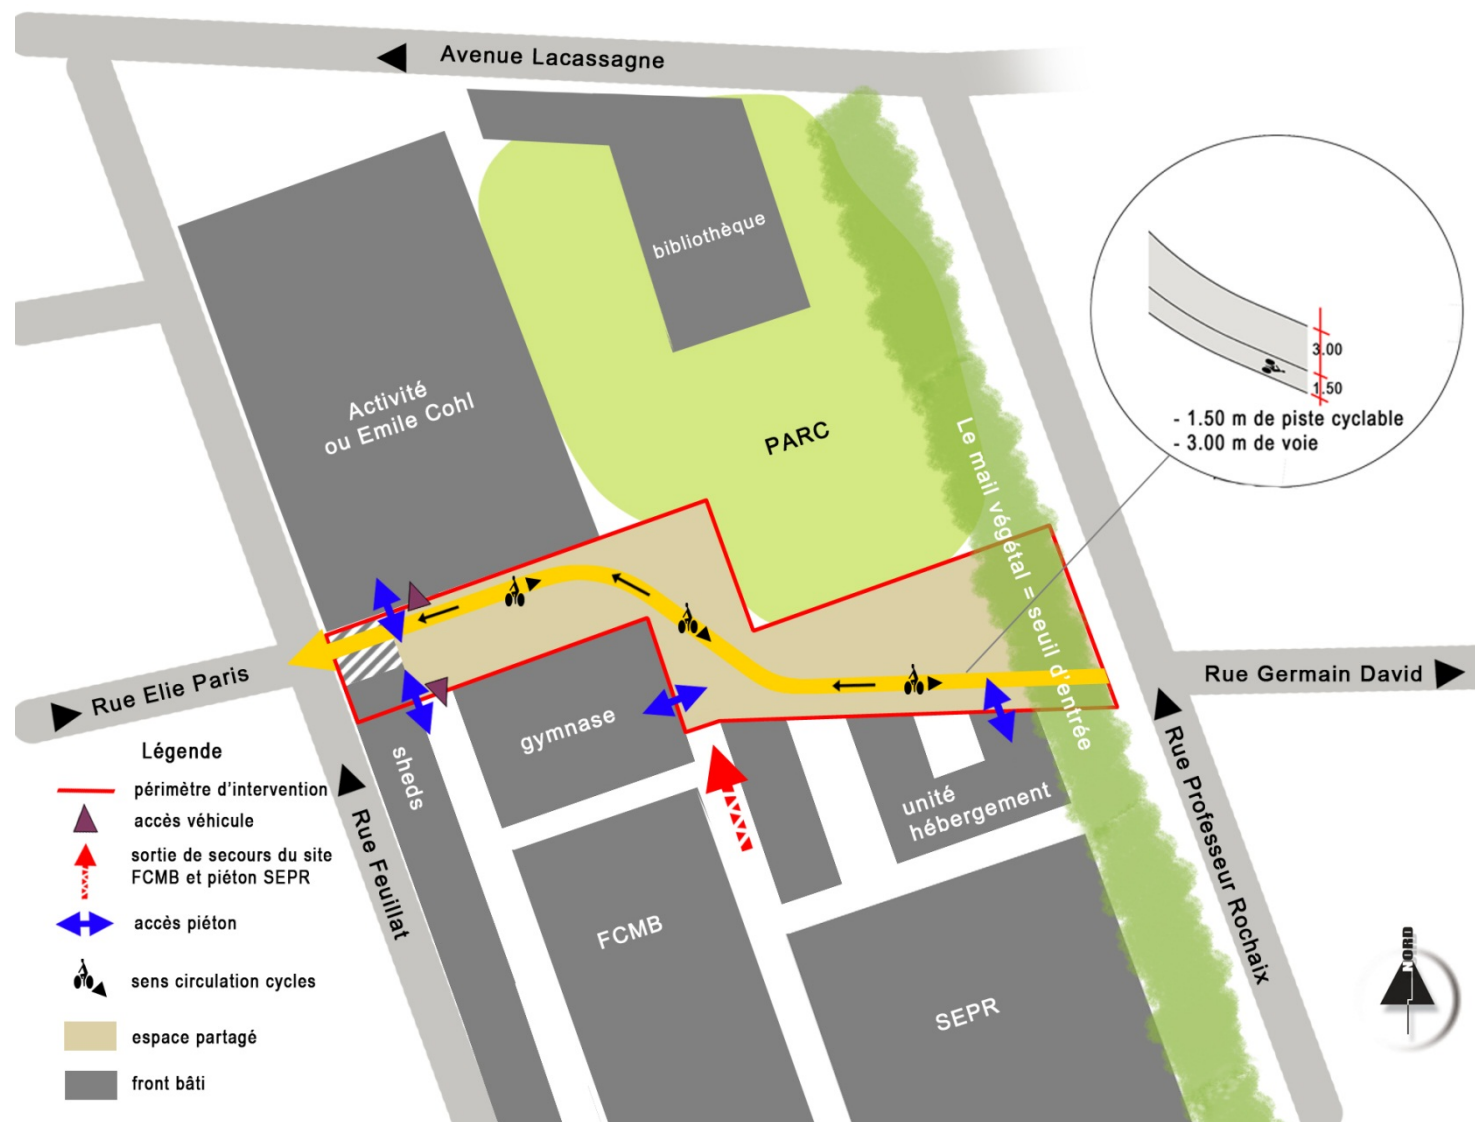 Avenue Lacassagne
bibliothèque
Activité
ou Emile Cohl
PARC
3.00
1.50
- 1.50 m de piste cyclable
- 3.00 m de voie
Le mail végétal = seuil d'entrée
Rue Elie Paris
Rue Germain David
gymnase
sheds
unité
hébergement
Rue Feuillat
Rue Professeur Rochaix
FCMB
SEPR
NORD
Légende
périmètre d'intervention
accès véhicule
sortie de secours du site
FCMB et piéton SEPR
accès piéton
sens circulation cycles
espace partagé
front bâti